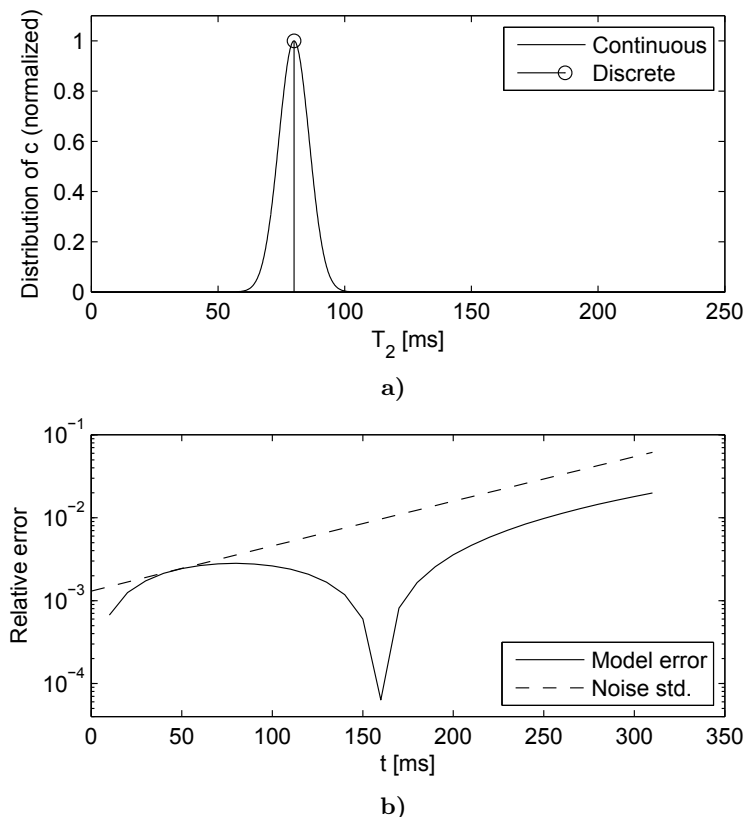 Distribution of c (normalized)
1
0.8
0.6
0.4
0.2
0
Continuous
Discrete
0 50 100 150 200 250
T_2 [ms]
a)
Relative error
10^-1
10^-2
10^-3
10^-4
Model error
Noise std.
0 50 100 150 200 250 300 350
t [ms]
b)